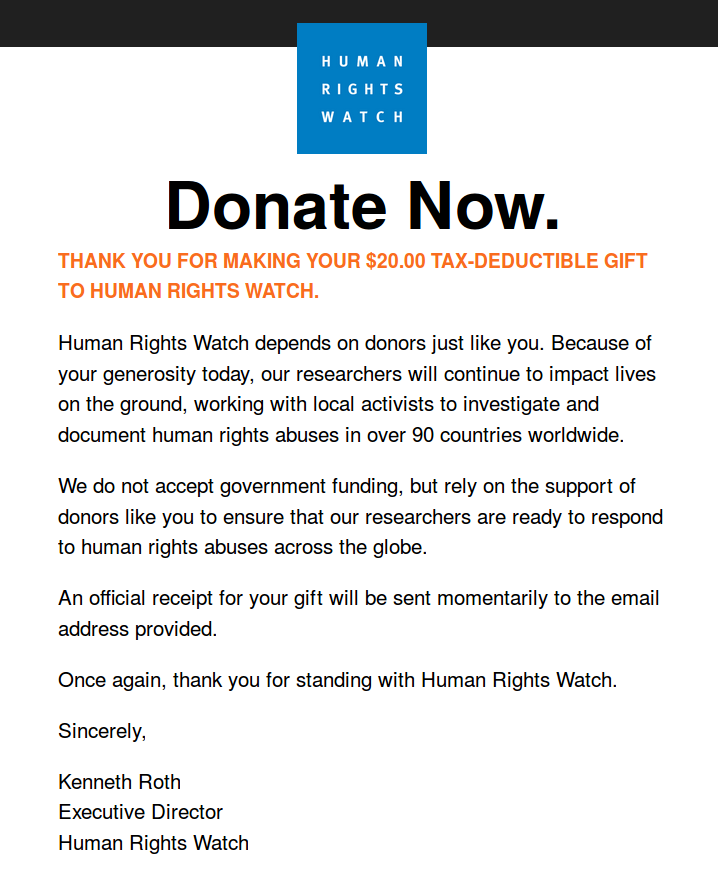 HUMAN
RIGHTS
WATCH
Donate Now.
THANK YOU FOR MAKING YOUR $20.00 TAX-DEDUCTIBLE GIFT
TO HUMAN RIGHTS WATCH.
Human Rights Watch depends on donors just like you. Because of
your generosity today, our researchers will continue to impact lives
on the ground, working with local activists to investigate and
document human rights abuses in over 90 countries worldwide.
We do not accept government funding, but rely on the support of
donors like you to ensure that our researchers are ready to respond
to human rights abuses across the globe.
An official receipt for your gift will be sent momentarily to the email
address provided.
Once again, thank you for standing with Human Rights Watch.
Sincerely,
Kenneth Roth
Executive Director
Human Rights Watch